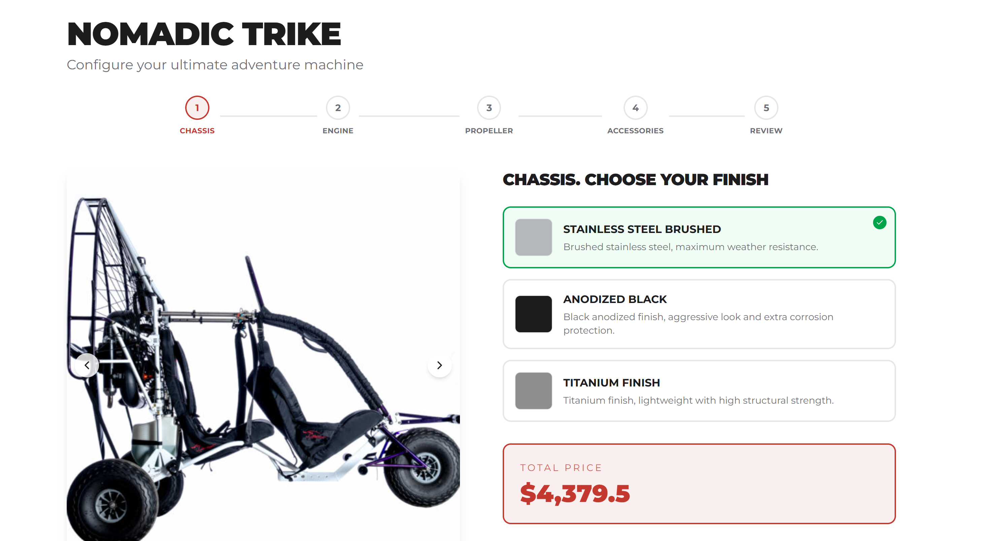 NOMADIC TRIKE
Configure your ultimate adventure machine
1
2
3
4
5
CHASSIS
ENGINE
PROPELLER
ACCESSORIES
REVIEW
CHASSIS. CHOOSE YOUR FINISH
STAINLESS STEEL BRUSHED
Brushed stainless steel, maximum weather resistance.
ANODIZED BLACK
Black anodized finish, aggressive look and extra corrosion
protection.
TITANIUM FINISH
Titanium finish, lightweight with high structural strength.
TOTAL PRICE
$4,379.5